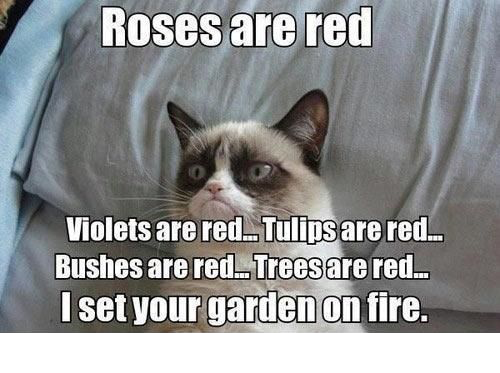 Roses are red
Violets are red... Tulips are red...
Bushes are red... Trees are red...
I set your garden on fire.